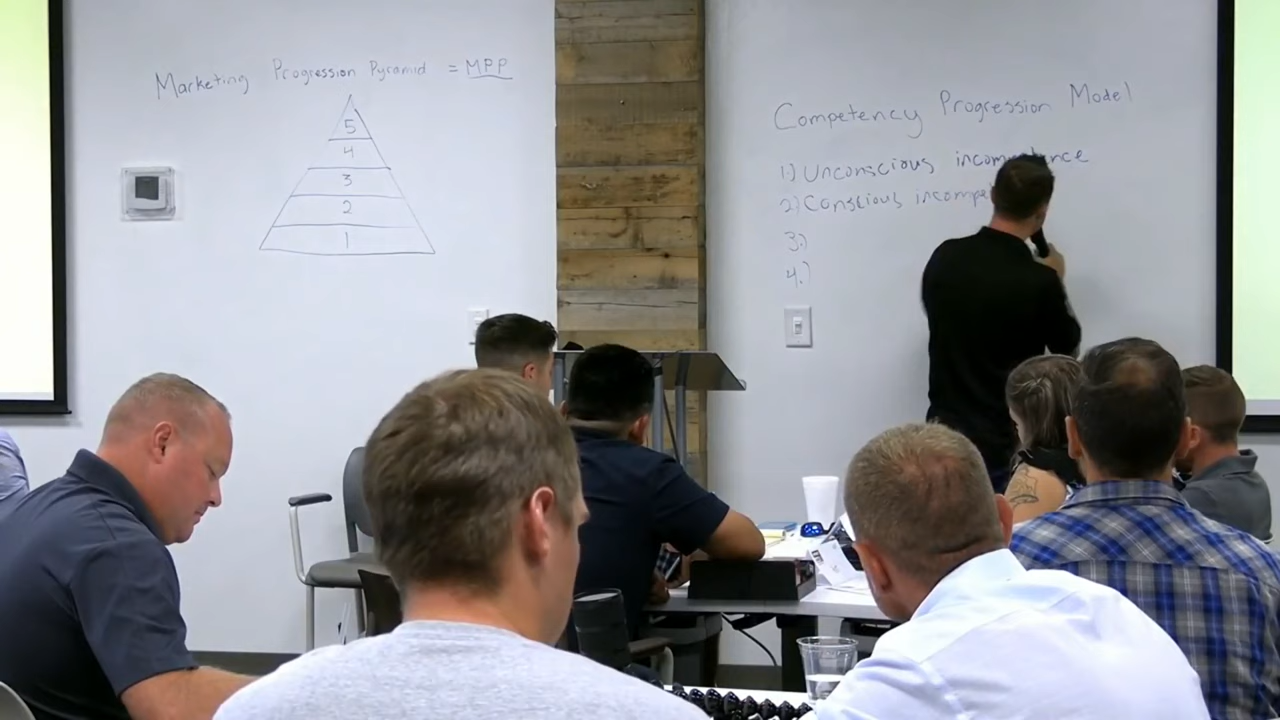 Marketing Progression Pyramid = MPP
5
4
3
2
1
Competency Progression Model
1.) Unconscious incompetence
2.) Conscious
3.)
4.)